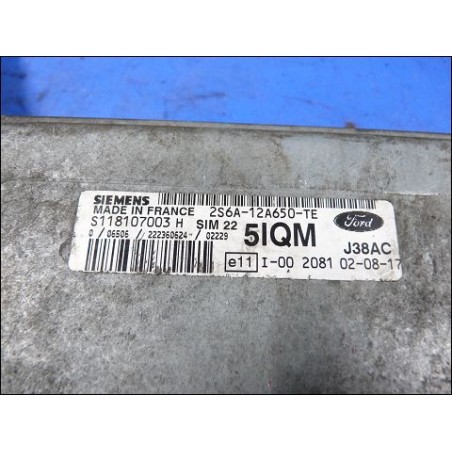 SIEMENS
MADE IN FRANCE 2S6A-12A650-TE
S118107003 H SIM 22 5IQM Ford
0 /06506 / 222360624-/ 02229
J38AC
e11 I-00 2081 02-08-17